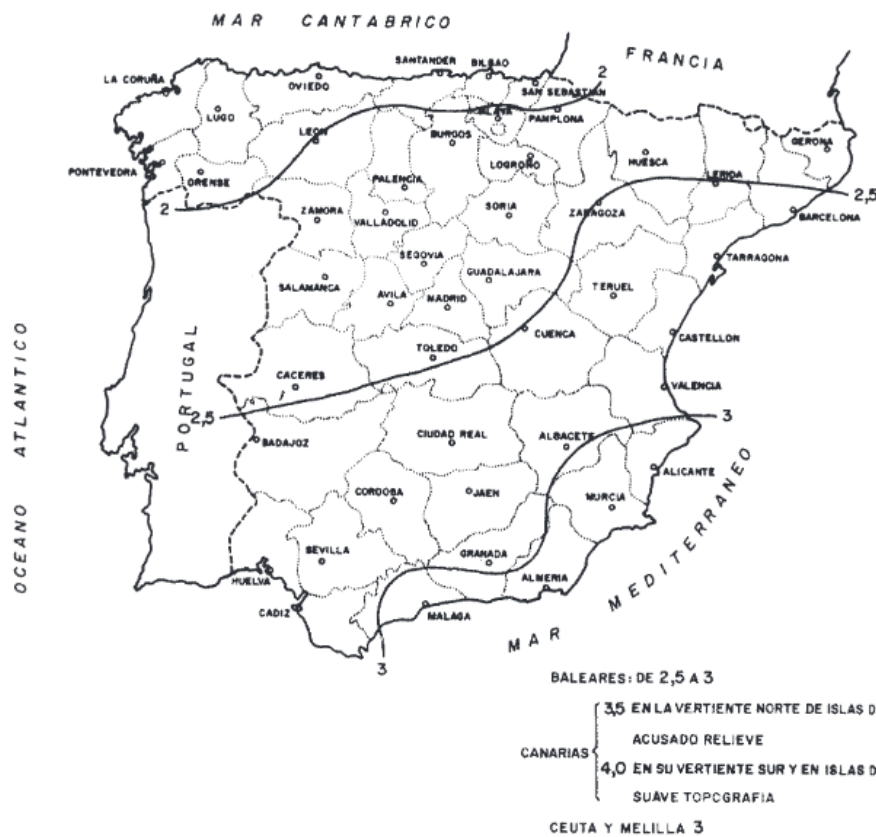 MAR CANTABRICO
FRANCIA
SANTANDER
BILBAO
LA CORUÑA
OVIEDO
SAN SEBASTIAN
2
LUGO
LEON
BURGOS
PAMPLONA
GERONA
PONTEVEDRA
ORENSE
LOGROÑO
HUESCA
LERIDA
PALENCIA
2
ZAMORA
VALLADOLID
SORIA
ZARAGOZA
2,5
BARCELONA
SEGOVIA
TARRAGONA
SALAMANCA
GUADALAJARA
TERUEL
AVILA
MADRID
CUENCA
CASTELLON
TOLEDO
CACERES
VALENCIA
PORTUGAL
OCEANO ATLANTICO
2,5
3
BADAJOZ
CIUDAD REAL
ALBACETE
ALICANTE
CORDOBA
JAEN
MURCIA
SEVILLA
GRANADA
HUELVA
ALMERIA
CADIZ
MALAGA
MAR MEDITERRANEO
3
BALEARES: DE 2,5 A 3
3,5 EN LA VERTIENTE NORTE DE ISLAS D
ACUSADO RELIEVE
CANARIAS
4,0 EN SU VERTIENTE SUR Y EN ISLAS D
SUAVE TOPOGRAFIA
CEUTA Y MELILLA 3